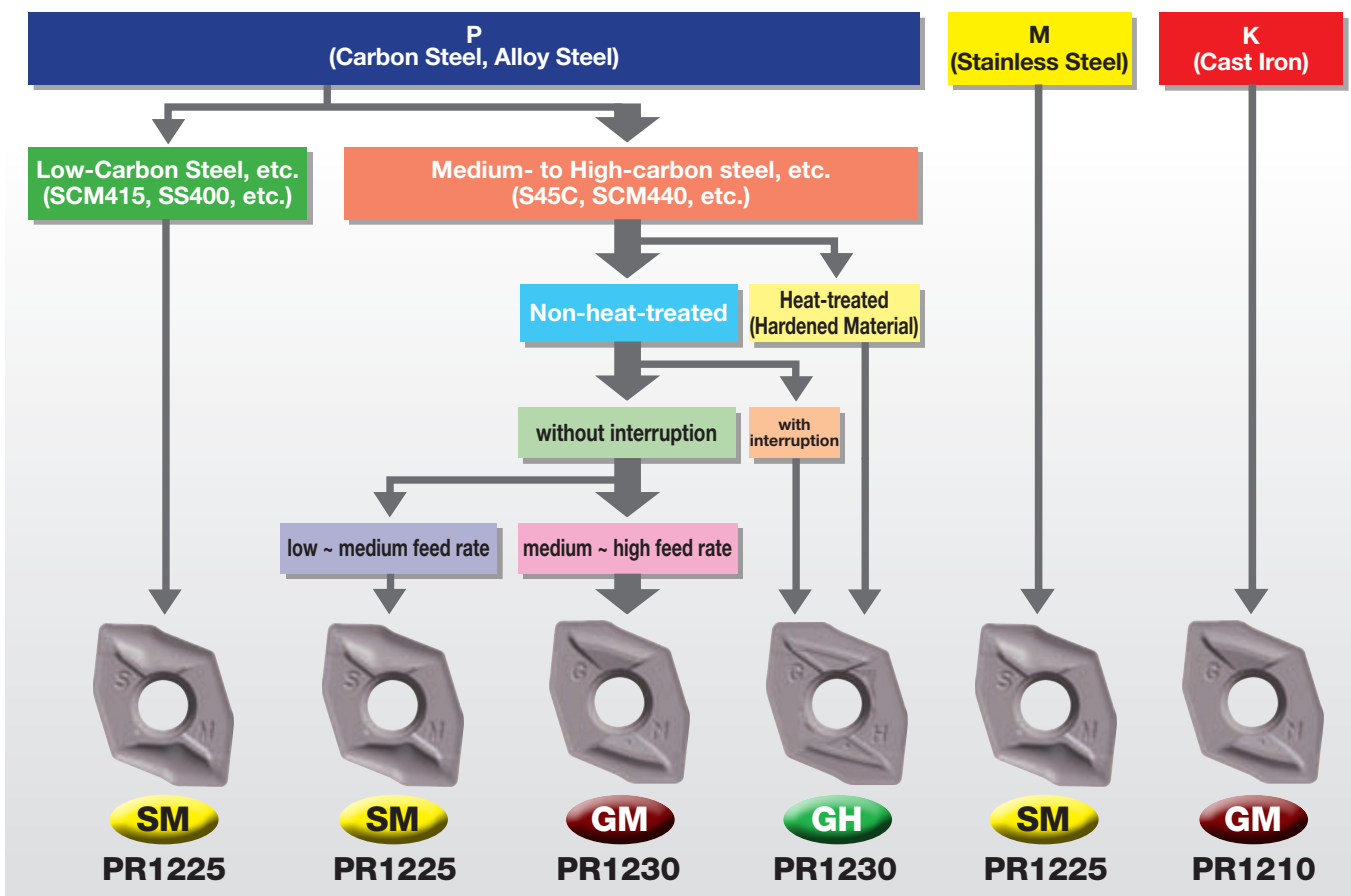 P
(Carbon Steel, Alloy Steel)
M
(Stainless Steel)
K
(Cast Iron)
Low-Carbon Steel, etc.
(SCM415, SS400, etc.)
Medium- to High-carbon steel, etc.
(S45C, SCM440, etc.)
Non-heat-treated
Heat-treated
(Hardened Material)
without interruption
with
interruption
low ~ medium feed rate
medium ~ high feed rate
S
M
S
M
G
M
G
H
S
M
G
M
SM
SM
GM
GH
SM
GM
PR1225
PR1225
PR1230
PR1230
PR1225
PR1210